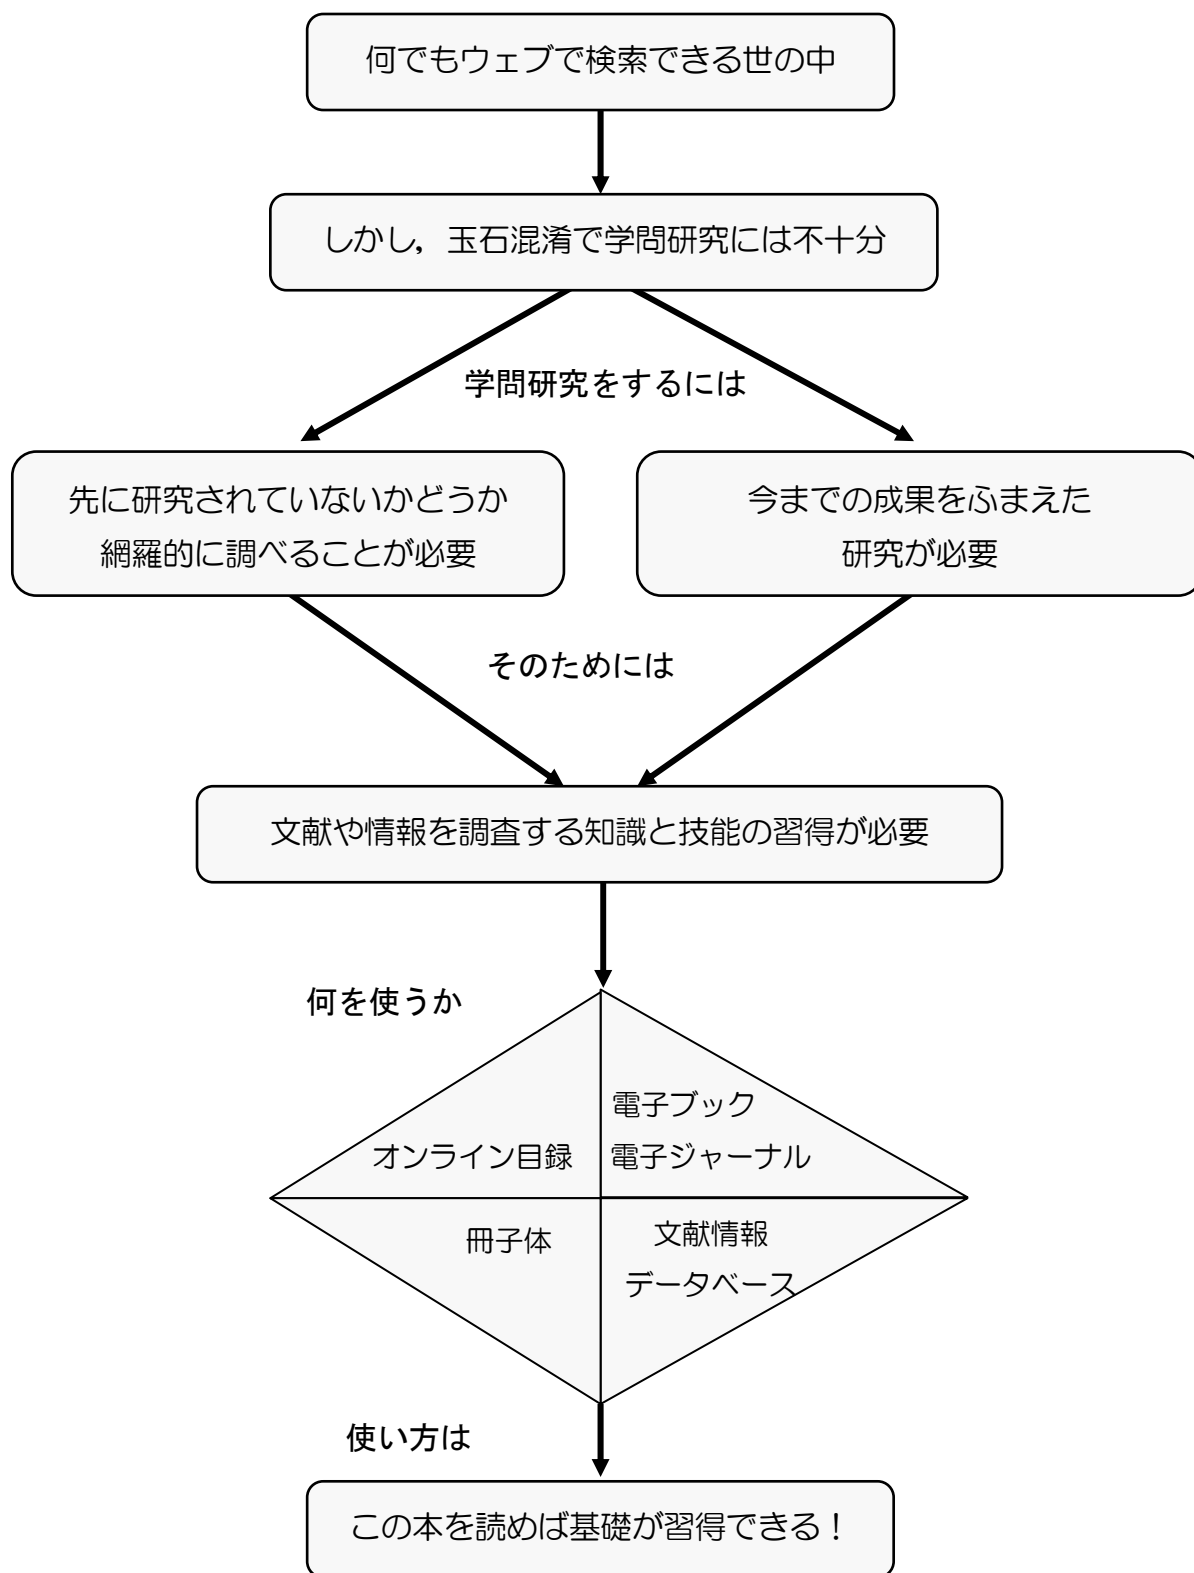 何でもウェブで検索できる世の中
しかし，玉石混淆で学問研究には不十分
学問研究をするには
先に研究されていないかどうか
網羅的に調べることが必要
今までの成果をふまえた
研究が必要
そのためには
文献や情報を調査する知識と技能の習得が必要
何を使うか
オンライン目録
電子ブック
電子ジャーナル
冊子体
文献情報
データベース
使い方は
この本を読めば基礎が習得できる！